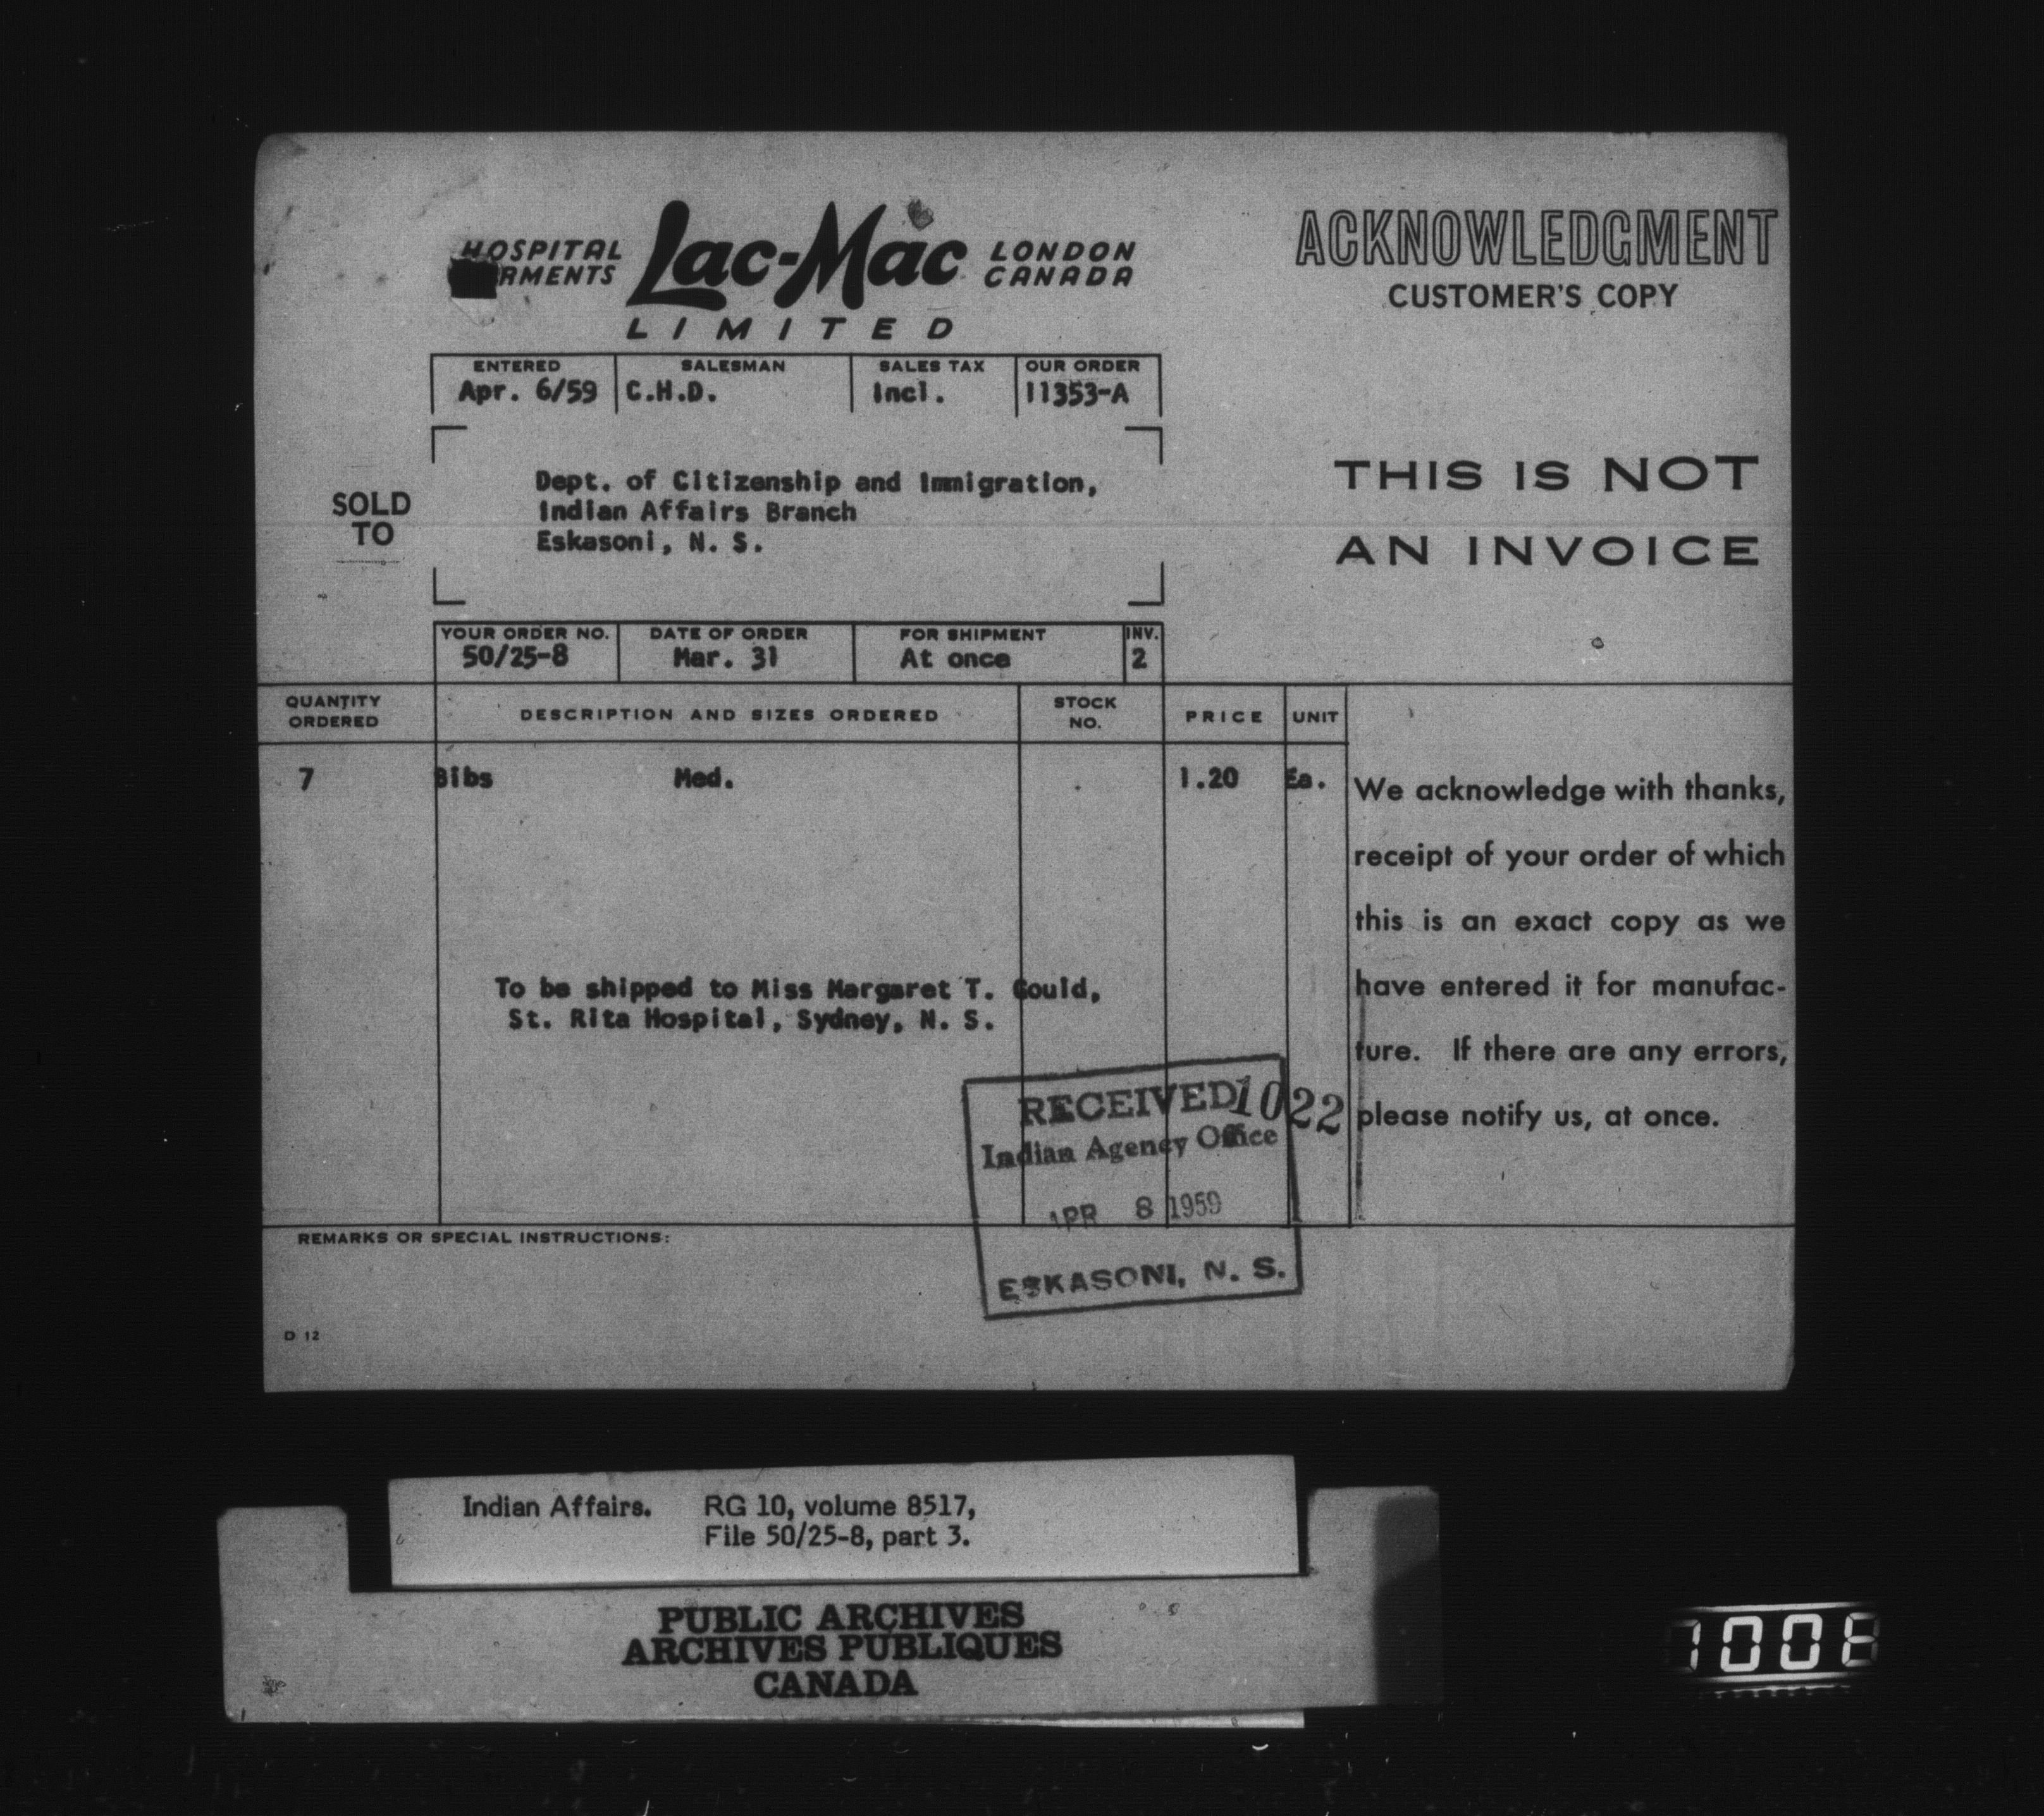 HOSPITAL Lac-Mac LONDON
RMENTS CANADA
LIMITED
ACKNOWLEDGMENT
CUSTOMER'S COPY
ENTERED SALESMAN SALES TAX OUR ORDER
Apr. 6/59 C.H.D. Incl. 11353-A
SOLD
TO
Dept. of Citizenship and Immigration,
Indian Affairs Branch
Eskasoni, N. S.
THIS IS NOT
AN INVOICE
YOUR ORDER NO. DATE OF ORDER FOR SHIPMENT INV.
50/25-8 Mar. 31 At once 2
QUANTITY
ORDERED
DESCRIPTION AND SIZES ORDERED
STOCK
NO.
PRICE UNIT
7 Bibs Med. 1.20 Ea.
To be shipped to Miss Margaret T. Gould,
St. Rita Hospital, Sydney, N. S.
We acknowledge with thanks,
receipt of your order of which
this is an exact copy as we
have entered it for manufac-
ture. If there are any errors,
please notify us, at once.
RECEIVED 1022
Indian Agency Office
APR 8 1959
ESKASONI, N. S.
REMARKS OR SPECIAL INSTRUCTIONS:
D 12
Indian Affairs. RG 10, volume 8517,
File 50/25-8, part 3.
PUBLIC ARCHIVES
ARCHIVES PUBLIQUES
CANADA